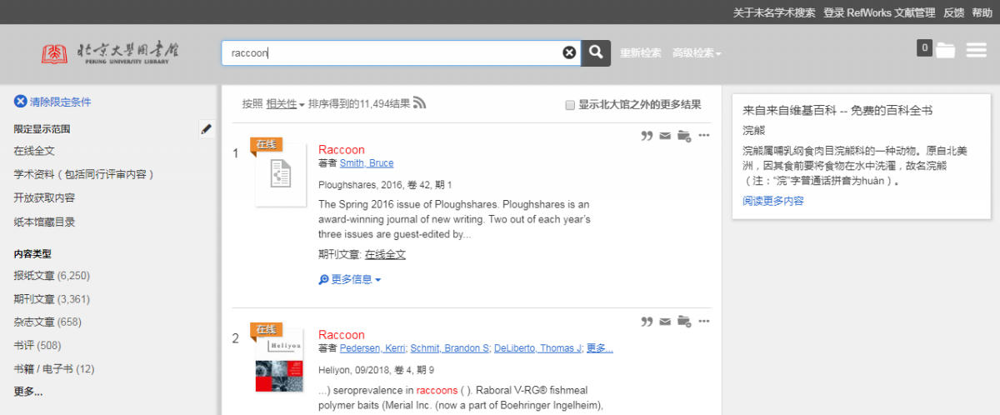 关于未名学术搜索 登录 RefWorks 文献管理 反馈 帮助
北京大学图书馆
PEKING UNIVERSITY LIBRARY
raccoon
重新检索 高级检索
0
清除限定条件
限定显示范围
在线全文
学术资料（包括同行评审内容）
开放获取内容
纸本馆藏目录
内容类型
报纸文章 (6,250)
期刊文章 (3,361)
杂志文章 (658)
书评 (508)
书籍 / 电子书 (12)
更多...
按照 相关性 排序得到的11,494结果
显示北大馆之外的更多结果
1
在线
Raccoon
著者 Smith, Bruce
Ploughshares, 2016, 卷 42, 期 1
The Spring 2016 issue of Ploughshares. Ploughshares is an
award-winning journal of new writing. Two out of each year's
three issues are guest-edited by...
期刊文章: 在线全文
更多信息
2
在线
Heliyon
Raccoon
著者 Pedersen, Kerri; Schmit, Brandon S; DeLiberto, Thomas J; 更多...
Heliyon, 09/2018, 卷 4, 期 9
...) seroprevalence in raccoons ( ). Raboral V-RG® fishmeal
polymer baits (Merial Inc. (now a part of Boehringer Ingelheim),
来自来自维基百科 -- 免费的百科全书
浣熊
浣熊属哺乳纲食肉目浣熊科的一种动物。原自北美
洲，因其食前要将食物在水中洗濯，故名浣熊
（注：“浣”字普通话拼音为huàn）。
阅读更多内容